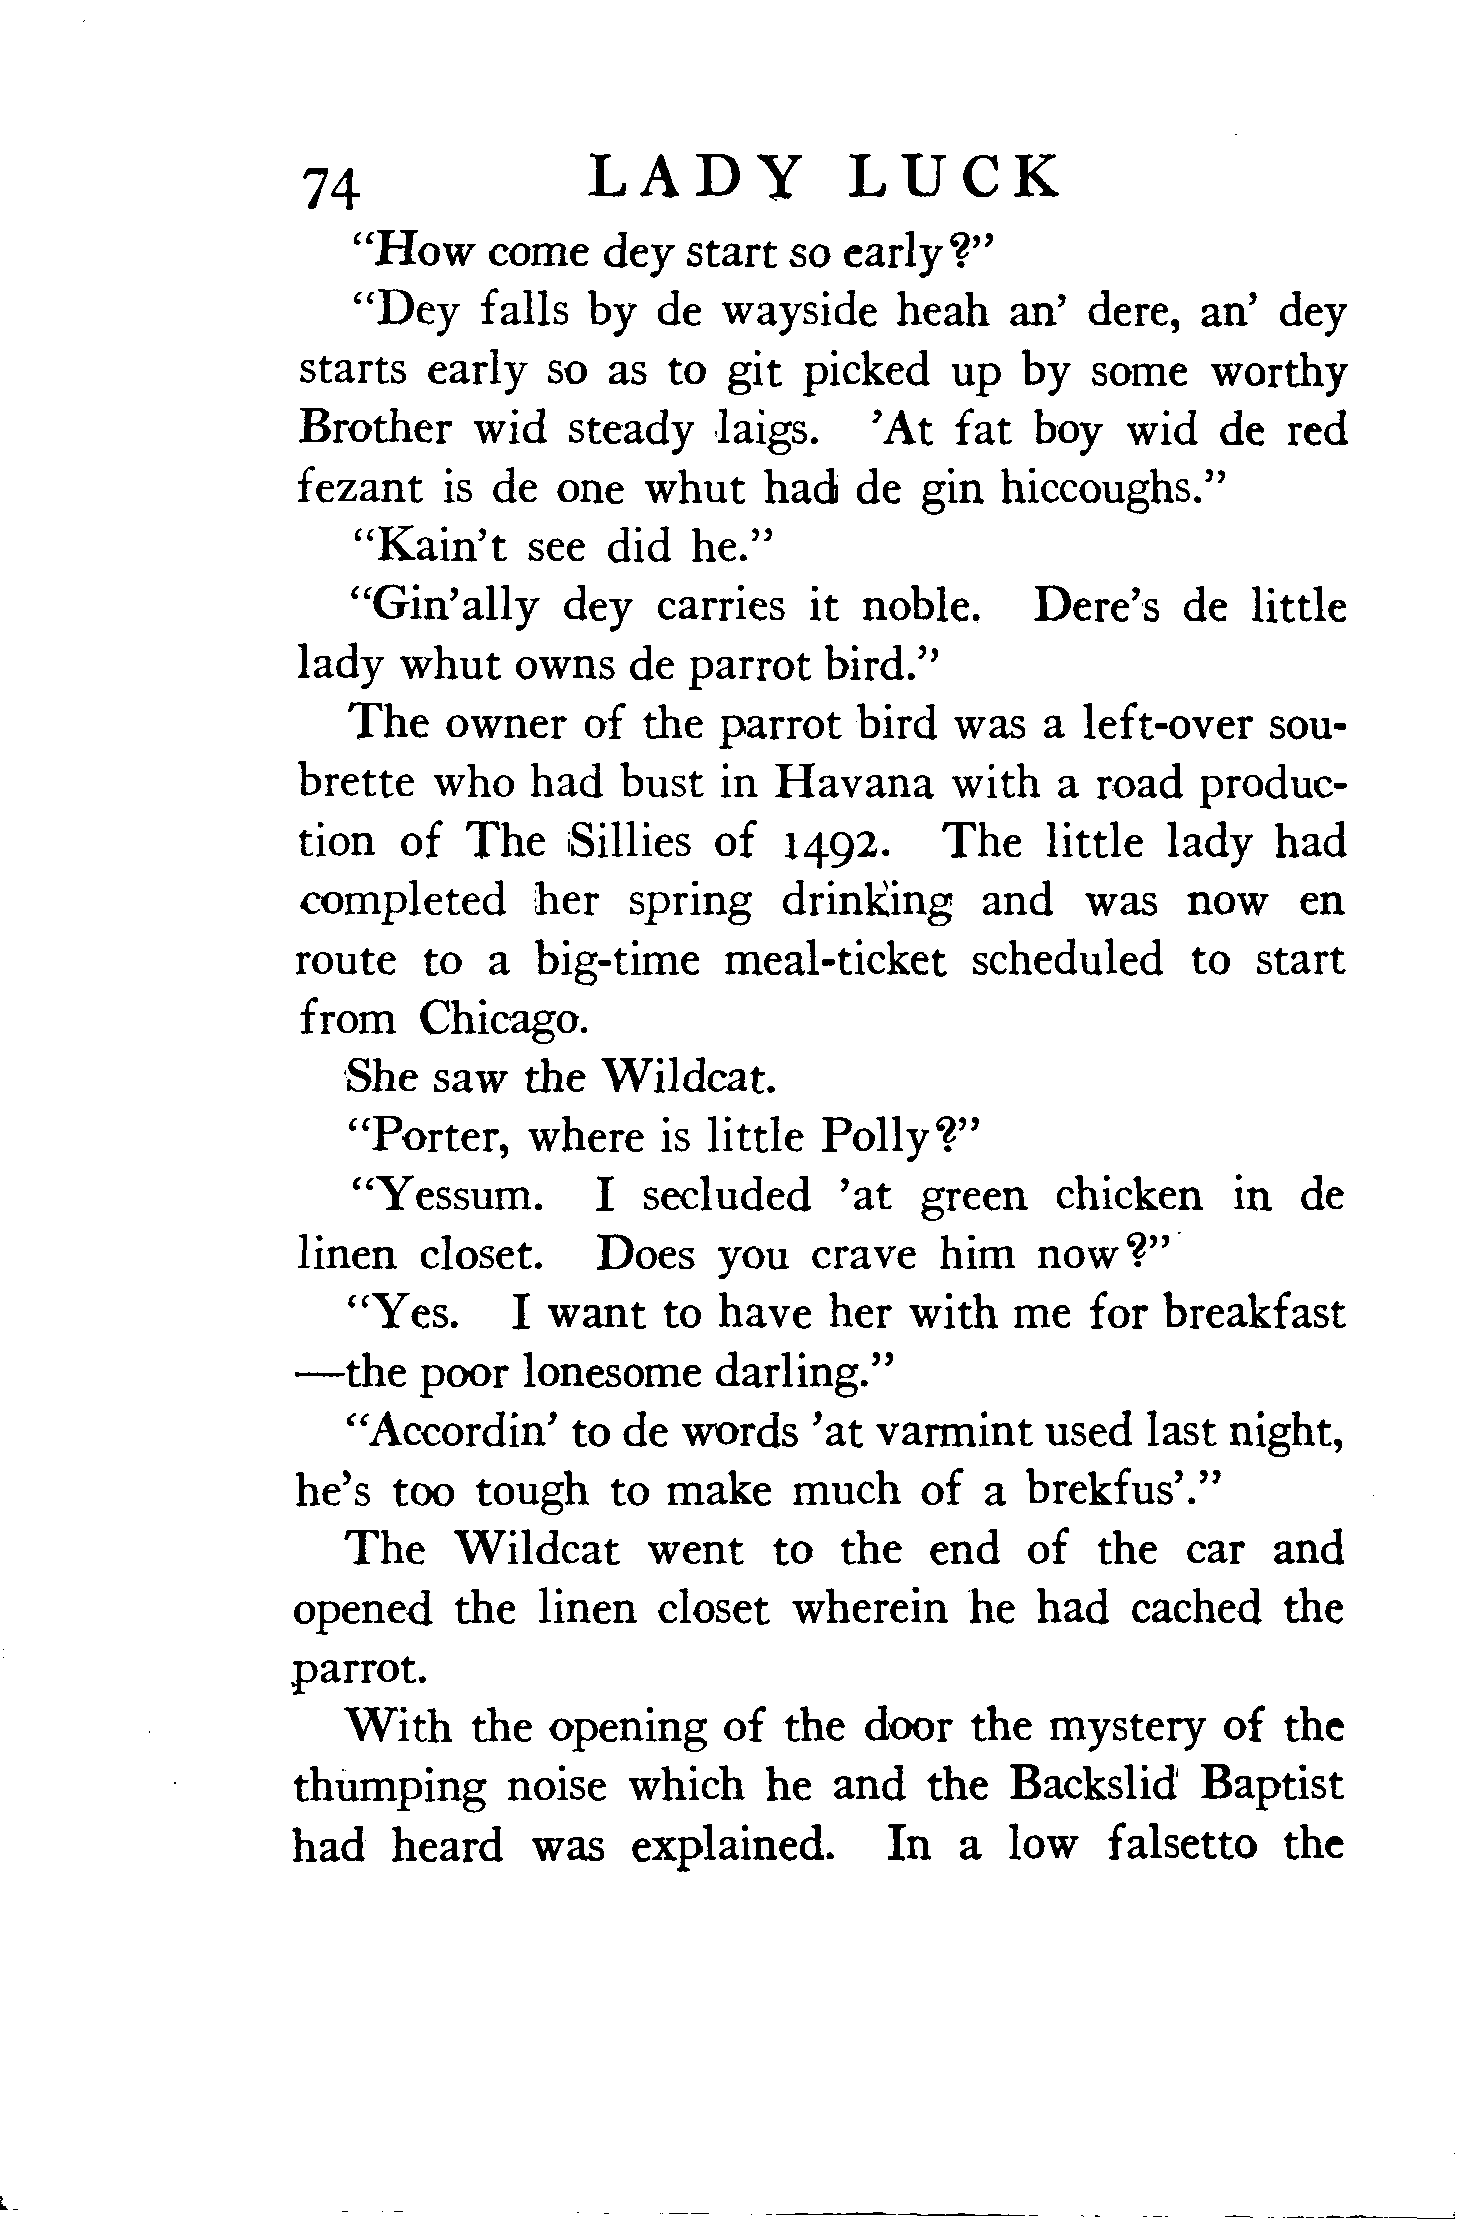 74 LADY LUCK
“How come dey start so early?”
“Dey falls by de wayside heah an’ dere, an’ dey
starts early so as to git picked up by some worthy
Brother wid steady laigs. ’At fat boy wid de red
fezant is de one whut had de gin hiccoughs.”
“Kain’t see did he.”
“Gin’ally dey carries it noble. Dere’s de little
lady whut owns de parrot bird.”
The owner of the parrot bird was a left-over sou-
brette who had bust in Havana with a road produc-
tion of The Sillies of 1492. The little lady had
completed her spring drinking and was now en
route to a big-time meal-ticket scheduled to start
from Chicago.
She saw the Wildcat.
“Porter, where is little Polly?”
“Yessum. I secluded ’at green chicken in de
linen closet. Does you crave him now?”
“Yes. I want to have her with me for breakfast
—the poor lonesome darling.”
“Accordin’ to de words ’at varmint used last night,
he’s too tough to make much of a brekfus’.”
The Wildcat went to the end of the car and
opened the linen closet wherein he had cached the
parrot.
With the opening of the door the mystery of the
thumping noise which he and the Backslid Baptist
had heard was explained. In a low falsetto the